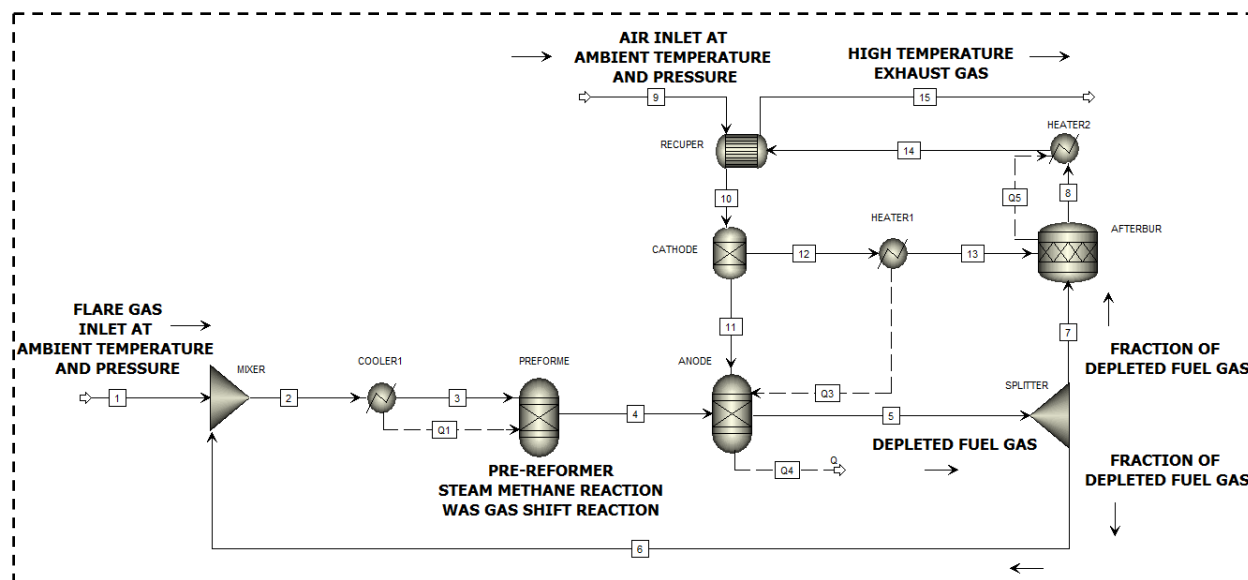 AIR INLET AT
AMBIENT TEMPERATURE
AND PRESSURE
HIGH TEMPERATURE
EXHAUST GAS
9
15
HEATER2
RECUPER
14
10
Q5
8
HEATER1
AFTERBUR
CATHODE
12
13
FLARE GAS
INLET AT
AMBIENT TEMPERATURE
AND PRESSURE
11
7
FRACTION OF
DEPLETED FUEL GAS
MIXER
COOLER1
PREFORME
ANODE
SPLITTER
1
2
3
Q1
4
Q3
5
DEPLETED FUEL GAS
Q4
Q
PRE-REFORMER
STEAM METHANE REACTION
WAS GAS SHIFT REACTION
FRACTION OF
DEPLETED FUEL GAS
6